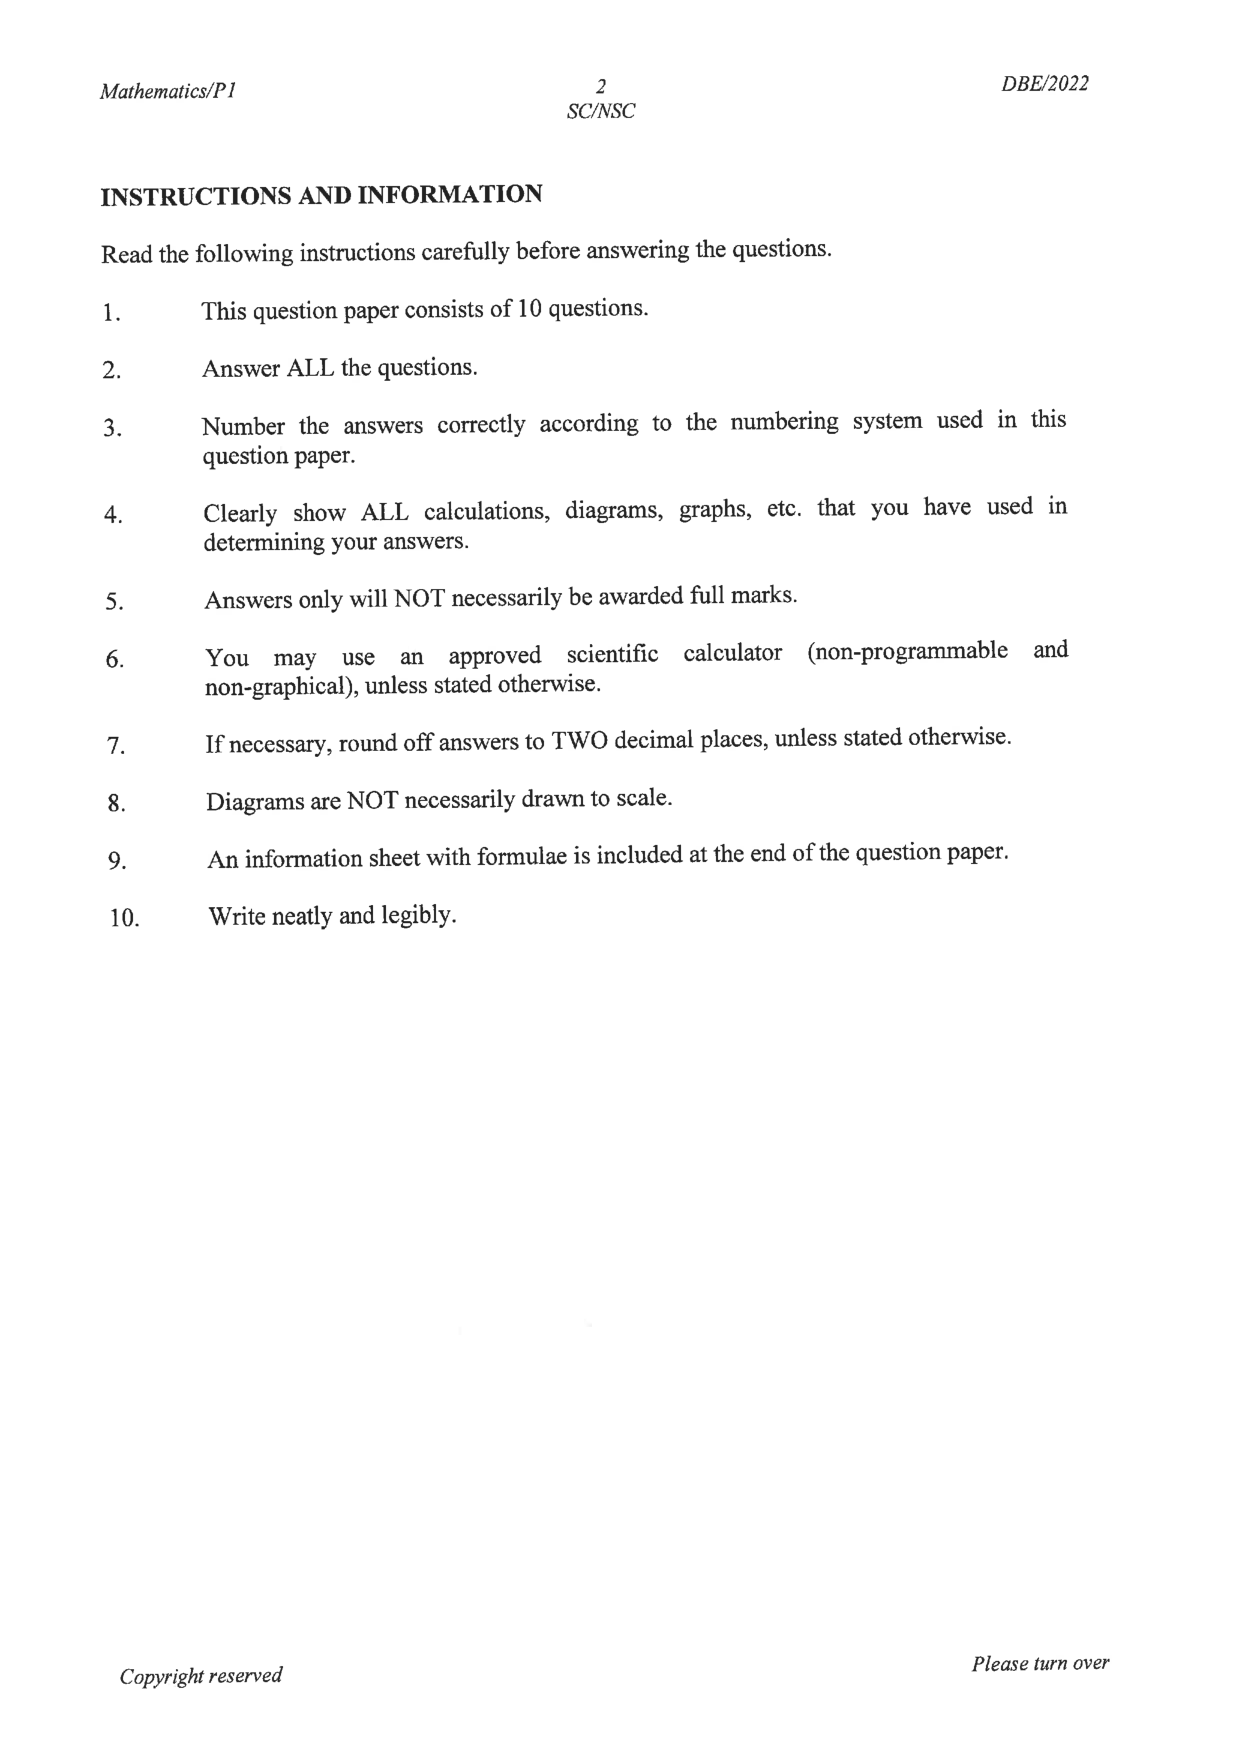 Mathematics/P1 2 DBE/2022
SC/NSC
INSTRUCTIONS AND INFORMATION
Read the following instructions carefully before answering the questions.
1. This question paper consists of 10 questions.
2. Answer ALL the questions.
3. Number the answers correctly according to the numbering system used in this
question paper.
4. Clearly show ALL calculations, diagrams, graphs, etc. that you have used in
determining your answers.
5. Answers only will NOT necessarily be awarded full marks.
6. You may use an approved scientific calculator (non-programmable and
non-graphical), unless stated otherwise.
7. If necessary, round off answers to TWO decimal places, unless stated otherwise.
8. Diagrams are NOT necessarily drawn to scale.
9. An information sheet with formulae is included at the end of the question paper.
10. Write neatly and legibly.
Copyright reserved Please turn over